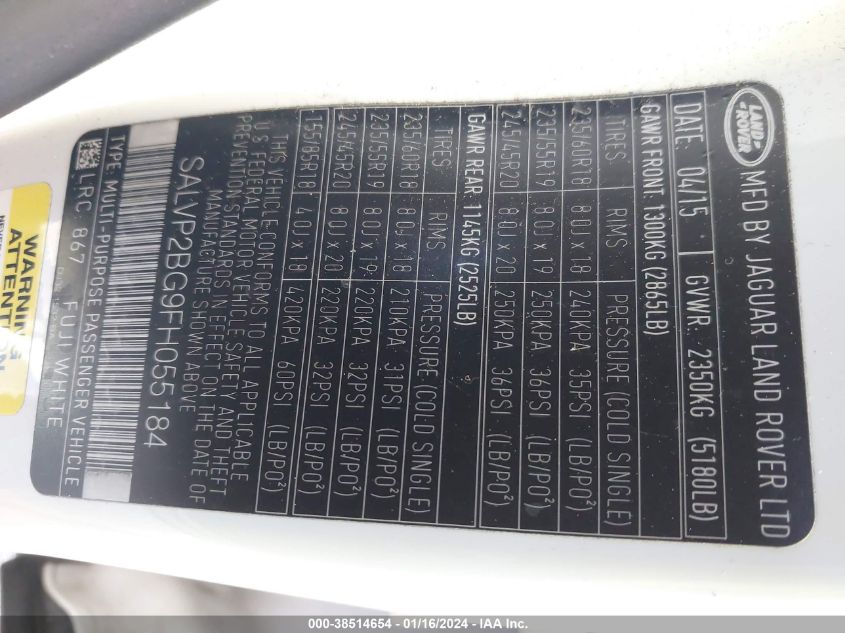 LAND
ROVER
MFD BY JAGUAR LAND ROVER LTD
DATE: 04/15 GVWR: 2350KG (5180LB)
GAWR FRONT 1300KG (2865LB)
TIRES RIMS PRESSURE (COLD SINGLE)
235/60R18 8.0J x 18 240KPA 35PSI (LB/PO²)
235/55R19 8.0J x 19 250KPA 36PSI (LB/PO²)
245/45R20 8.0J x 20 250KPA 36PSI (LB/PO²)
GAWR REAR 1145KG (2525LB)
TIRES RIMS PRESSURE (COLD SINGLE)
235/60R18 8.0J x 18 210KPA 31PSI (LB/PO²)
235/55R19 8.0J x 19 220KPA 32PSI (LB/PO²)
245/45R20 8.0J x 20 220KPA 32PSI (LB/PO²)
155/85R18 4.0J x 18 420KPA 60PSI (LB/PO²)
THIS VEHICLE CONFORMS TO ALL APPLICABLE
U.S FEDERAL MOTOR VEHICLE SAFETY AND THEFT
PREVENTION STANDARDS IN EFFECT ON THE DATE OF
MANUFACTURE SHOWN ABOVE
SALVP2BG9FH055184
TYPE: MULTI-PURPOSE PASSENGER VEHICLE
LRC 867 FUJI WHITE
WARNING
ATTENTION
NEVER
000-38514654 - 01/16/2024 - IAA Inc.